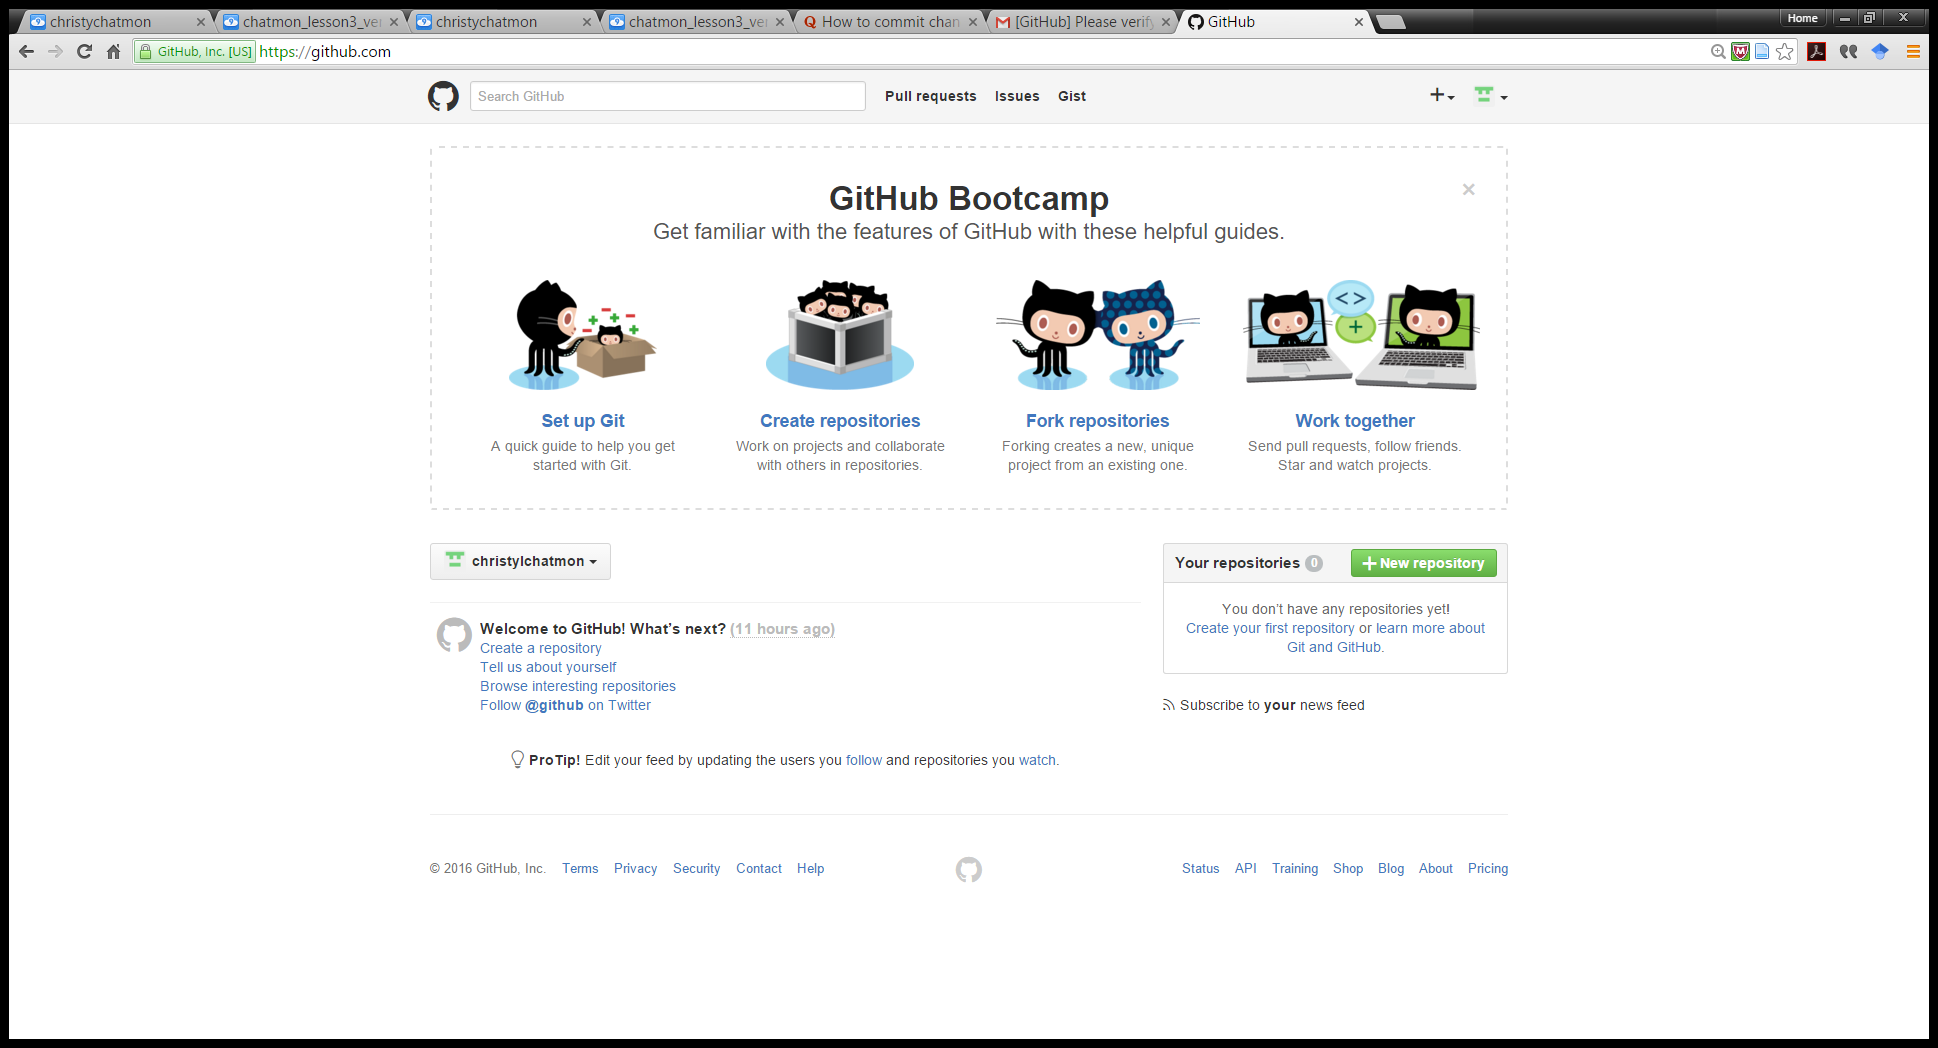 christychatmon
chatmon_lesson3_ve
christychatmon
chatmon_lesson3_ve
How to commit chan
[GitHub] Please verify
GitHub
Home
GitHub, Inc. [US] https://github.com
Search GitHub
Pull requests
Issues
Gist
GitHub Bootcamp
Get familiar with the features of GitHub with these helpful guides.
Set up Git
A quick guide to help you get
started with Git.
Create repositories
Work on projects and collaborate
with others in repositories.
Fork repositories
Forking creates a new, unique
project from an existing one.
Work together
Send pull requests, follow friends.
Star and watch projects.
christylchatmon
Welcome to GitHub! What's next? (11 hours ago)
Create a repository
Tell us about yourself
Browse interesting repositories
Follow @github on Twitter
ProTip! Edit your feed by updating the users you follow and repositories you watch.
Your repositories 0
New repository
You don't have any repositories yet!
Create your first repository or learn more about
Git and GitHub.
Subscribe to your news feed
© 2016 GitHub, Inc. Terms Privacy Security Contact Help
Status API Training Shop Blog About Pricing